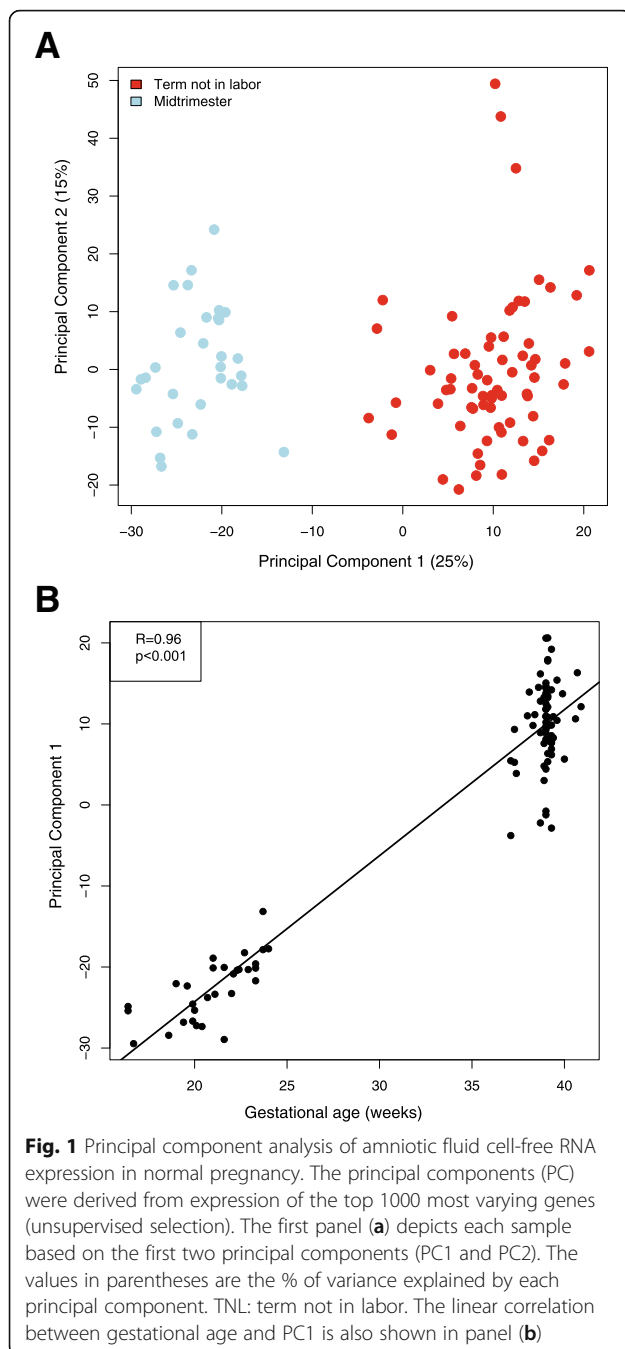 A
Term not in labor
Midtrimester
50
40
30
20
10
0
−10
−20
Principal Component 2 (15%)
−30 −20 −10 0 10 20
Principal Component 1 (25%)
B
R=0.96
p<0.001
20
10
0
−10
−20
−30
Principal Component 1
20 25 30 35 40
Gestational age (weeks)
Fig. 1 Principal component analysis of amniotic fluid cell-free RNA
expression in normal pregnancy. The principal components (PC)
were derived from expression of the top 1000 most varying genes
(unsupervised selection). The first panel (a) depicts each sample
based on the first two principal components (PC1 and PC2). The
values in parentheses are the % of variance explained by each
principal component. TNL: term not in labor. The linear correlation
between gestational age and PC1 is also shown in panel (b)